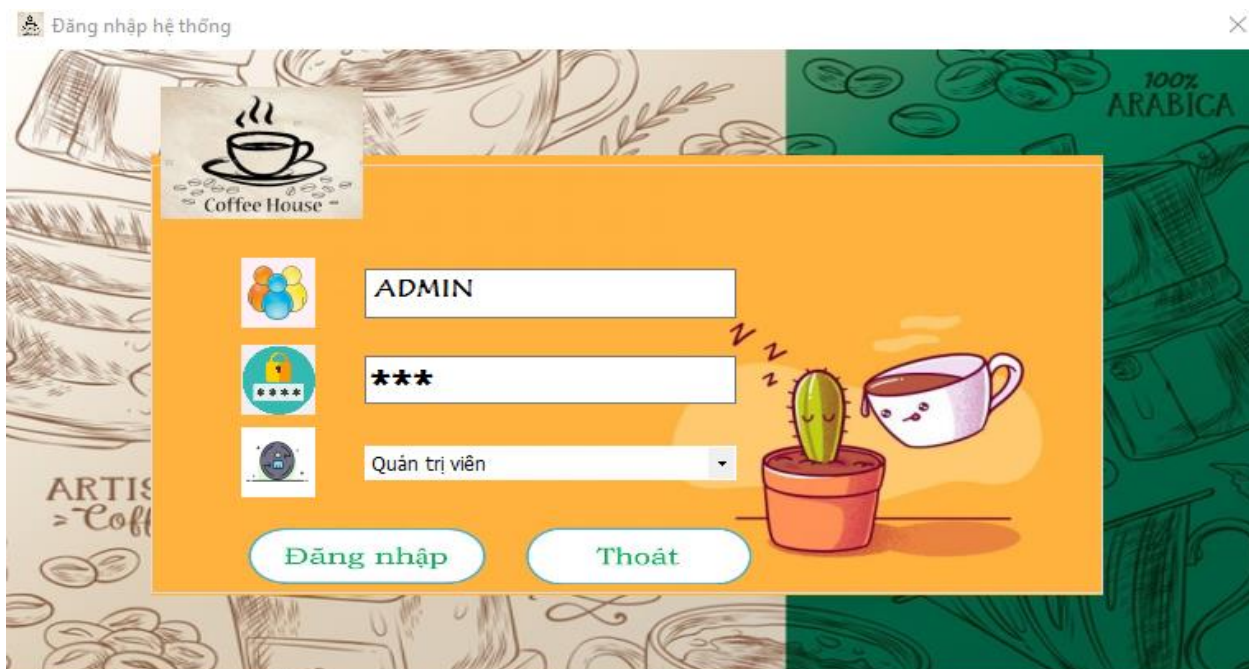 Đăng nhập hệ thống
100%
ARABICA
Coffee House
ADMIN
***
****
Quản trị viên
ARTIS
Coff
Đăng nhập
Thoát